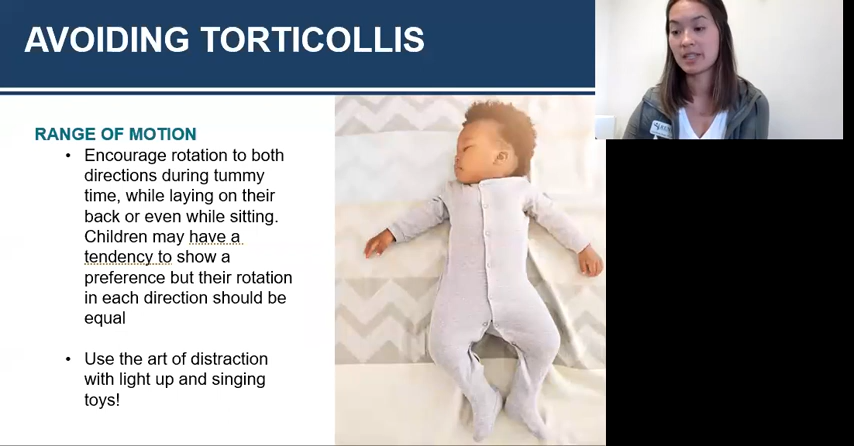 AVOIDING TORTICOLLIS
RANGE OF MOTION
• Encourage rotation to both
directions during tummy
time, while laying on their
back or even while sitting.
Children may have a
tendency to show a
preference but their rotation
in each direction should be
equal
• Use the art of distraction
with light up and singing
toys!